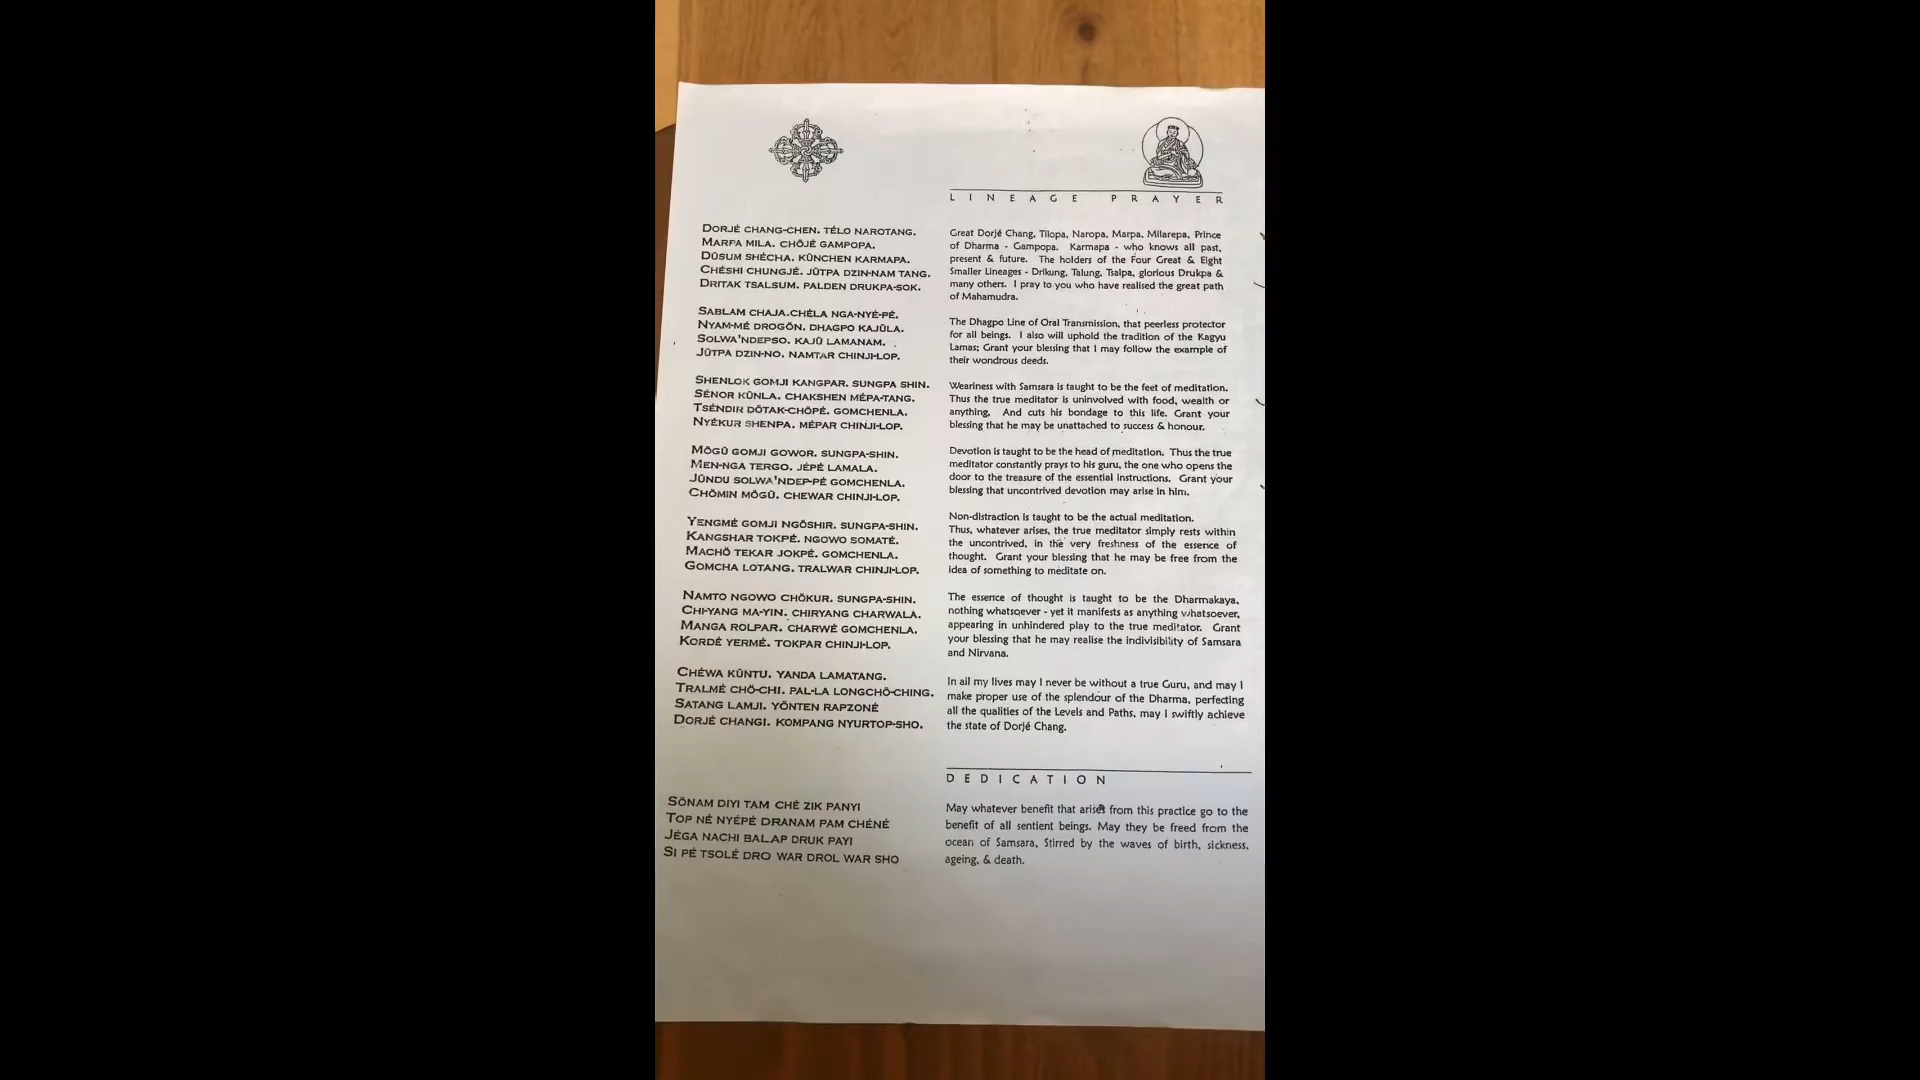 LINEAGE PRAYER
DORJÉ CHANG-CHEN. TÉLO NAROTANG.
MARPA MILA. CHÖJÉ GAMPOPA.
DÛSUM SHÉCHA. KÛNCHEN KARMAPA.
CHÉSHI CHUNGJÉ. JÛTPA DZIN-NAM TANG.
DRITAK TSALSUM. PALDEN DRUKPA-SOK.
Great Dorjé Chang, Tilopa, Naropa, Marpa, Milarepa, Prince
of Dharma - Gampopa. Karmapa - who knows all past,
present & future. The holders of the Four Great & Eight
Smaller Lineages - Drikung, Talung, Tsalpa, glorious Drukpa &
many others. I pray to you who have realised the great path
of Mahamudra.
SABLAM CHAJA.CHÉLA NGA-NYÉ-PÉ.
NYAM-MÉ DROGÖN. DHAGPO KAJÛLA.
SOLWA'NDEPSO. KAJÛ LAMANAM.
JÛTPA DZIN-NO. NAMTAR CHINJI-LOP.
The Dhagpo Line of Oral Transmission, that peerless protector
for all beings. I also will uphold the tradition of the Kagyu
Lamas; Grant your blessing that I may follow the example of
their wondrous deeds.
SHENLOK GOMJI KANGPAR. SUNGPA SHIN.
SÉNOR KÛNLA. CHAKSHEN MÉPA-TANG.
TSÉNDIR DÖTAK-CHÖPÉ. GOMCHENLA.
NYÉKUR SHENPA. MÉPAR CHINJI-LOP.
Weariness with Samsara is taught to be the feet of meditation.
Thus the true meditator is uninvolved with food, wealth or
anything, And cuts his bondage to this life. Grant your
blessing that he may be unattached to success & honour.
MÖGÛ GOMJI GOWOR. SUNGPA-SHIN.
MEN-NGA TERGO. JÉPÉ LAMALA.
JÛNDU SOLWA'NDEP-PÉ GOMCHENLA.
CHÖMIN MÖGÛ. CHEWAR CHINJI-LOP.
Devotion is taught to be the head of meditation. Thus the true
meditator constantly prays to his guru, the one who opens the
door to the treasure of the essential instructions. Grant your
blessing that uncontrived devotion may arise in him.
YENGMÉ GOMJI NGÖSHIR. SUNGPA-SHIN.
KANGSHAR TOKPÉ. NGOWO SOMATÉ.
MACHÖ TEKAR JOKPÉ. GOMCHENLA.
GOMCHA LOTANG. TRALWAR CHINJI-LOP.
Non-distraction is taught to be the actual meditation.
Thus, whatever arises, the true meditator simply rests within
the uncontrived, in the very freshness of the essence of
thought. Grant your blessing that he may be free from the
idea of something to meditate on.
NAMTO NGOWO CHÖKUR. SUNGPA-SHIN.
CHI-YANG MA-YIN. CHIRYANG CHARWALA.
MANGA ROLPAR. CHARWÉ GOMCHENLA.
KORDÉ YERMÉ. TOKPAR CHINJI-LOP.
The essence of thought is taught to be the Dharmakaya,
nothing whatsoever - yet it manifests as anything whatsoever,
appearing in unhindered play to the true meditator. Grant
your blessing that he may realise the indivisibility of Samsara
and Nirvana.
CHÉWA KÛNTU. YANDA LAMATANG.
TRALMÉ CHÖ-CHI. PAL-LA LONGCHÖ-CHING.
SATANG LAMJI. YÖNTEN RAPZONÉ
DORJÉ CHANGI. KOMPANG NYURTOP-SHO.
In all my lives may I never be without a true Guru, and may I
make proper use of the splendour of the Dharma, perfecting
all the qualities of the Levels and Paths, may I swiftly achieve
the state of Dorjé Chang.
DEDICATION
SÖNAM DIYI TAM CHÉ ZIK PANYI
TOP NÉ NYÉPÉ DRANAM PAM CHÉNÉ
JÉGA NACHI BALAP DRUK PAYI
SI PÉ TSOLÉ DRO WAR DROL WAR SHO
May whatever benefit that arises from this practice go to the
benefit of all sentient beings. May they be freed from the
ocean of Samsara, Stirred by the waves of birth, sickness,
ageing, & death.